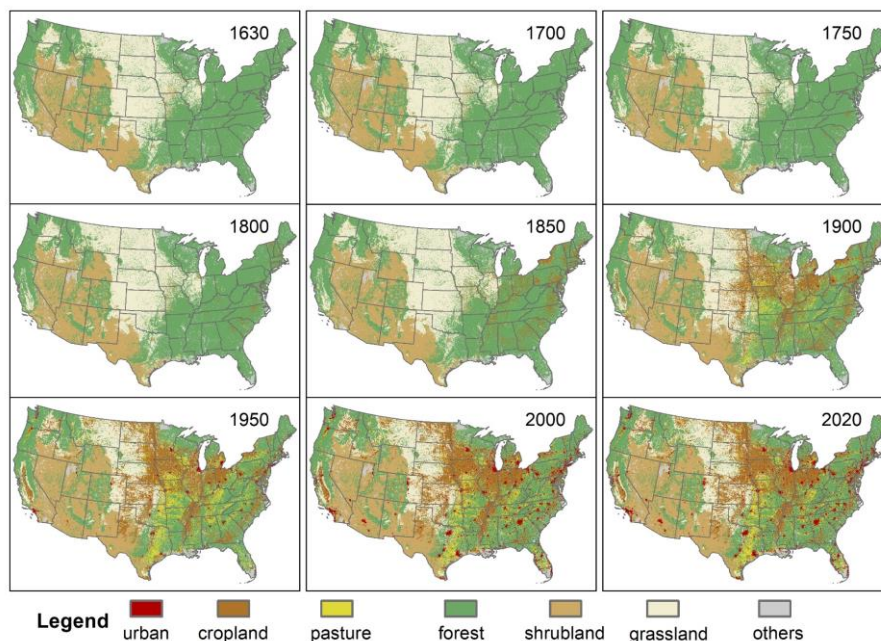 1630
1700
1750
1800
1850
1900
1950
2000
2020
Legend
urban
cropland
pasture
forest
shrubland
grassland
others